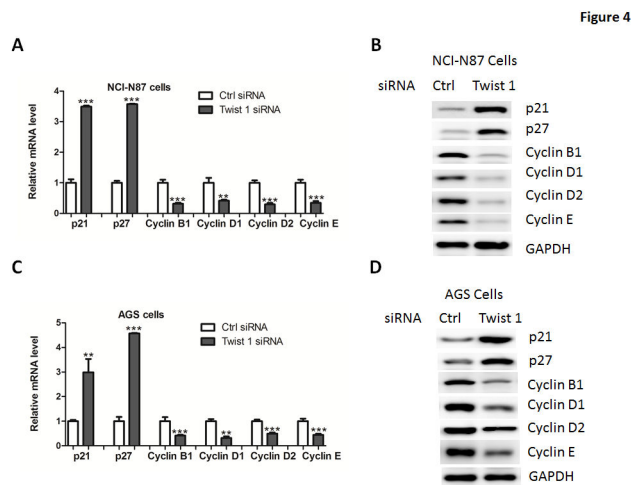 Figure 4
A
NCI-N87 cells
Ctrl siRNA
Twist 1 siRNA
Relative mRNA level
4
3
2
1
0
***
***
***
**
***
***
p21
p27
Cyclin B1
Cyclin D1
Cyclin D2
Cyclin E
B
NCI-N87 Cells
siRNA
Ctrl
Twist 1
p21
p27
Cyclin B1
Cyclin D1
Cyclin D2
Cyclin E
GAPDH
C
AGS cells
Ctrl siRNA
Twist 1 siRNA
Relative mRNA level
5
4
3
2
1
0
**
***
***
**
***
***
p21
p27
Cyclin B1
Cyclin D1
Cyclin D2
Cyclin E
D
AGS Cells
siRNA
Ctrl
Twist 1
p21
p27
Cyclin B1
Cyclin D1
Cyclin D2
Cyclin E
GAPDH